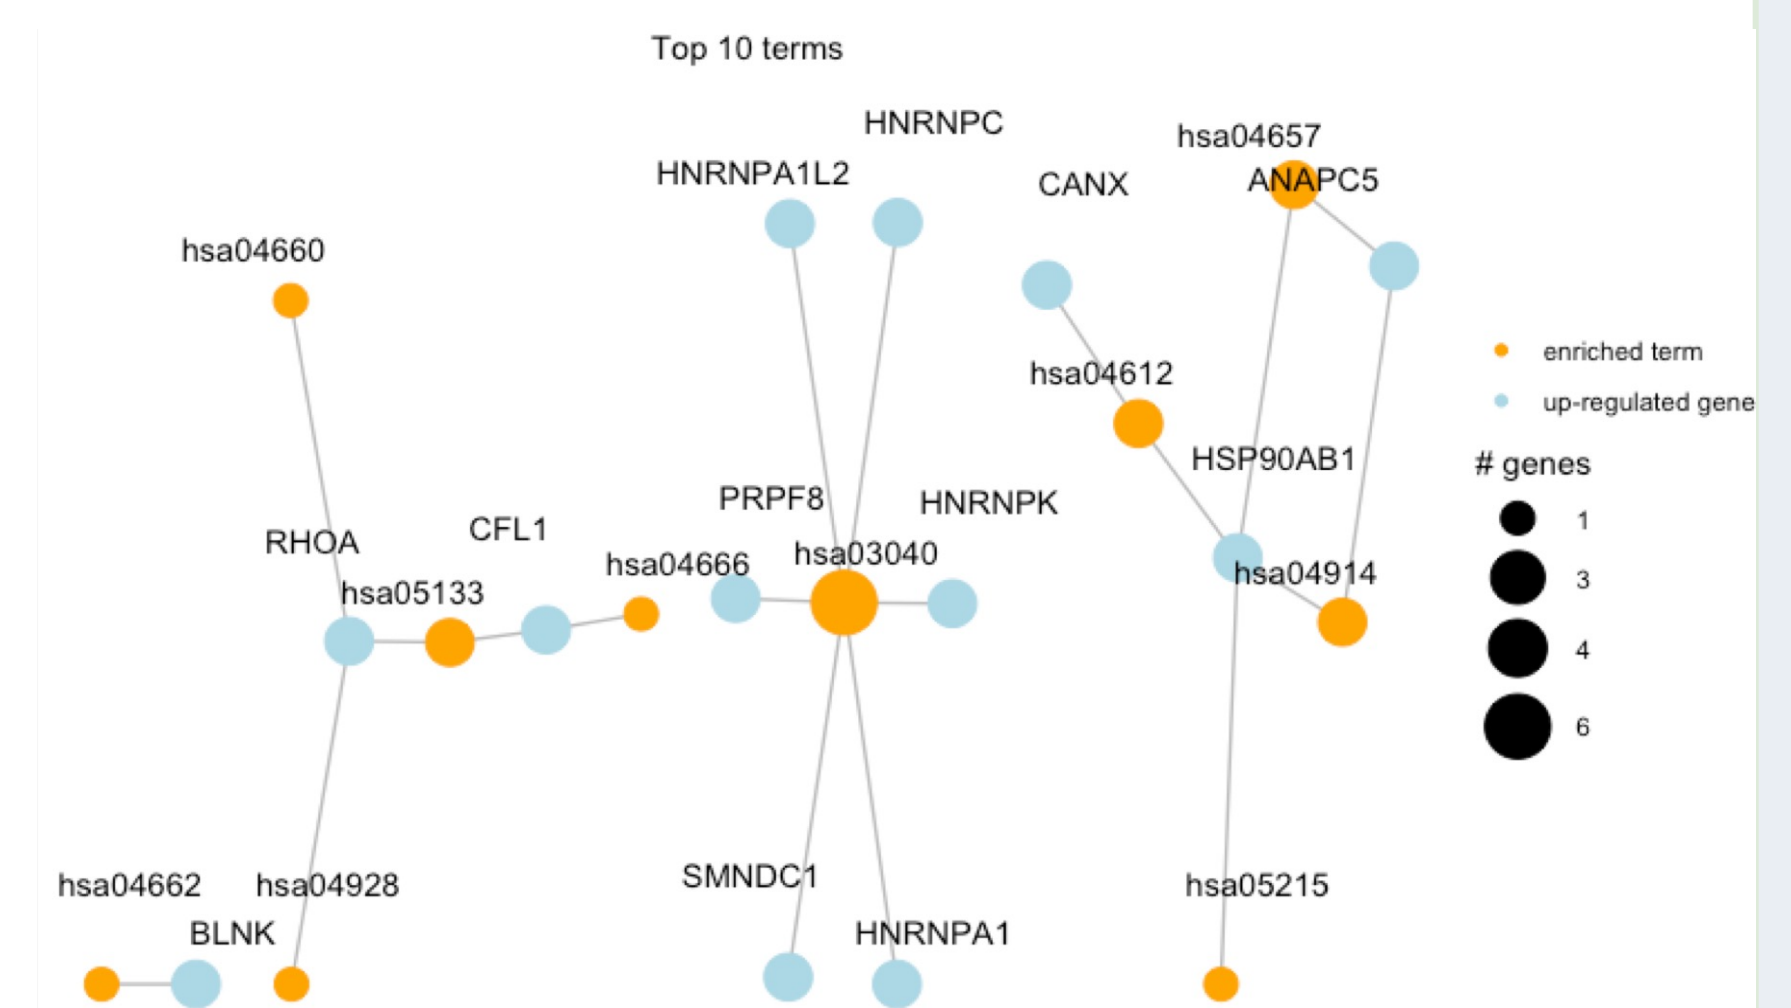 Top 10 terms
HNRNPC
hsa04657
HNRNPA1L2
CANX
ANAPC5
hsa04660
enriched term
hsa04612
up-regulated gene
HSP90AB1
# genes
PRPF8
HNRNPK
1
RHOA
CFL1
hsa04666
hsa03040
hsa04914
3
hsa05133
4
6
SMNDC1
hsa04662
hsa04928
hsa05215
BLNK
HNRNPA1